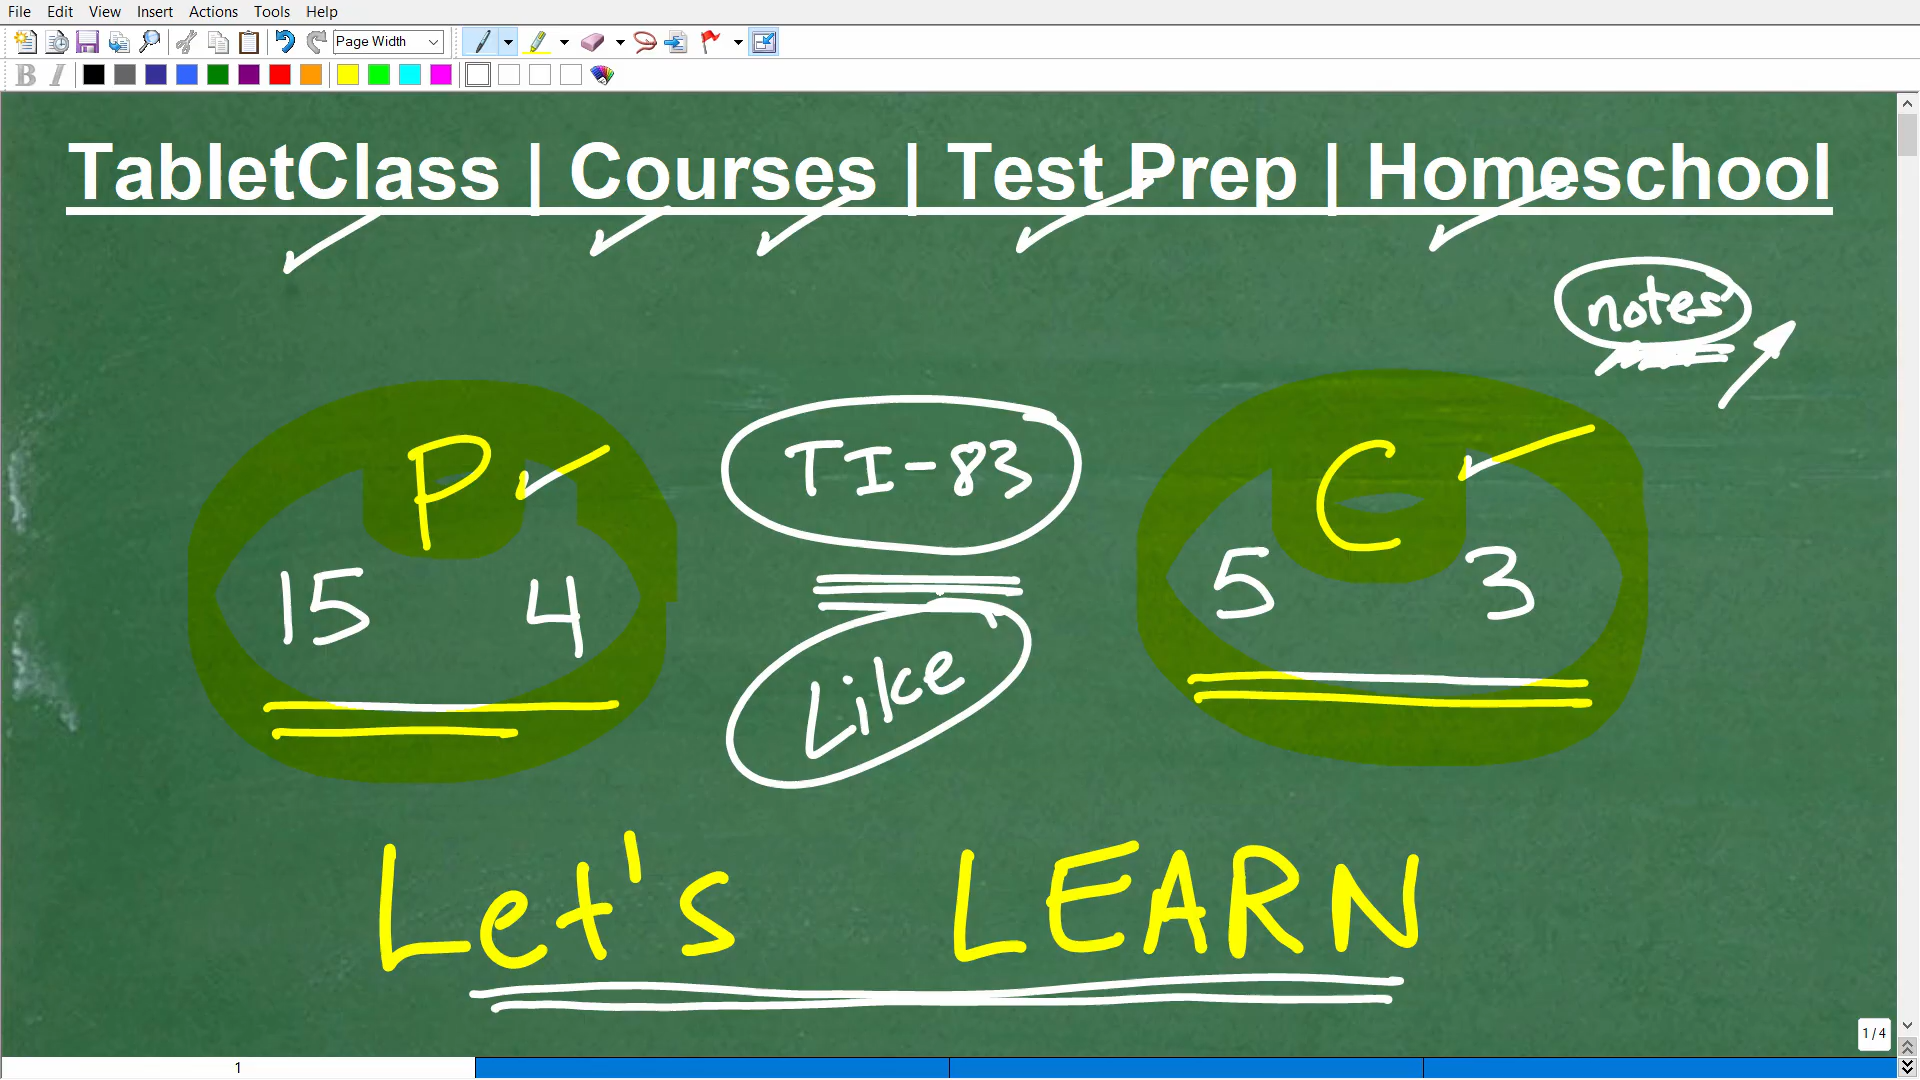 File Edit View Insert Actions Tools Help
Page Width
B I
TabletClass | Courses | Test Prep | Homeschool
notes
P TI-83 C
15 4 5 3
Like
Let's LEARN
1 / 4
1